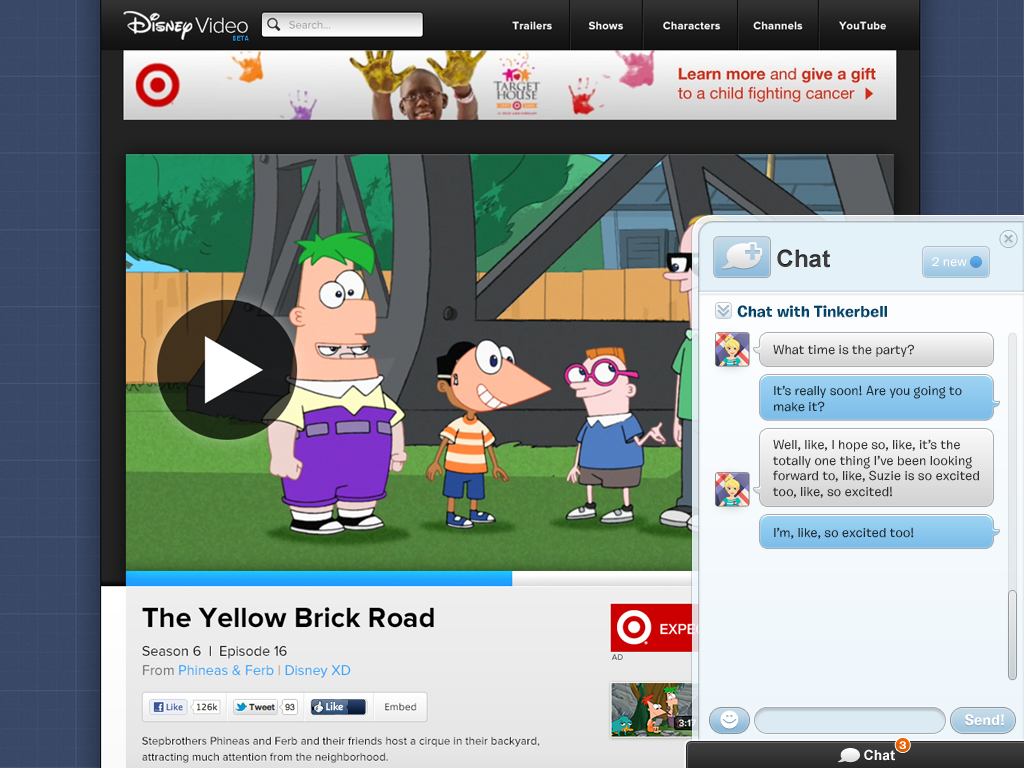 Disney Video
BETA
Search...
Trailers
Shows
Characters
Channels
YouTube
TARGET
HOUSE
Learn more and give a gift
to a child fighting cancer
Chat
2 new
Chat with Tinkerbell
What time is the party?
It's really soon! Are you going to
make it?
Well, like, I hope so, like, it's the
totally one thing I've been looking
forward to, like, Suzie is so excited
too, like, so excited!
I'm, like, so excited too!
Send!
Chat
3
The Yellow Brick Road
Season 6 | Episode 16
From Phineas & Ferb | Disney XD
Like
126k
Tweet
93
Like
Embed
Stepbrothers Phineas and Ferb and their friends host a cirque in their backyard,
attracting much attention from the neighborhood.
EXPE
AD
3:17